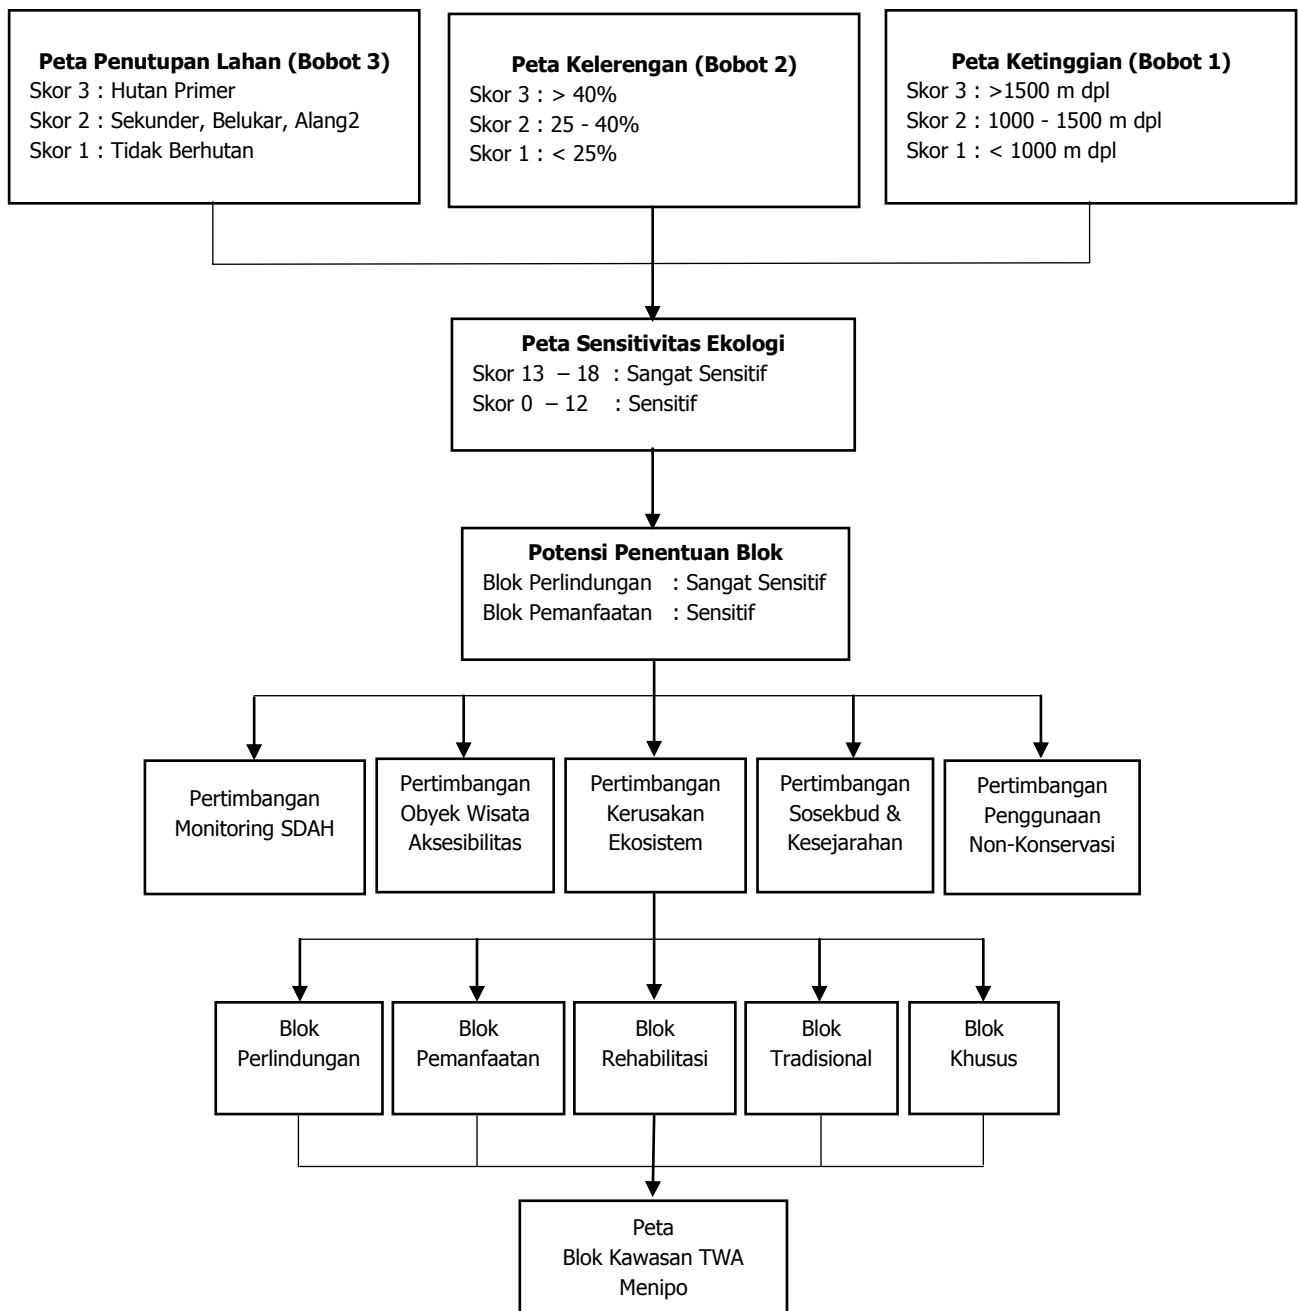 Peta Penutupan Lahan (Bobot 3)
Skor 3 : Hutan Primer
Skor 2 : Sekunder, Belukar, Alang2
Skor 1 : Tidak Berhutan
Peta Kelerengan (Bobot 2)
Skor 3 : > 40%
Skor 2 : 25 - 40%
Skor 1 : < 25%
Peta Ketinggian (Bobot 1)
Skor 3 : >1500 m dpl
Skor 2 : 1000 - 1500 m dpl
Skor 1 : < 1000 m dpl
Peta Sensitivitas Ekologi
Skor 13 – 18 : Sangat Sensitif
Skor 0 – 12 : Sensitif
Potensi Penentuan Blok
Blok Perlindungan : Sangat Sensitif
Blok Pemanfaatan : Sensitif
Pertimbangan
Monitoring SDAH
Pertimbangan
Obyek Wisata
Aksesibilitas
Pertimbangan
Kerusakan
Ekosistem
Pertimbangan
Sosekbud &
Kesejarahan
Pertimbangan
Penggunaan
Non-Konservasi
Blok
Perlindungan
Blok
Pemanfaatan
Blok
Rehabilitasi
Blok
Tradisional
Blok
Khusus
Peta
Blok Kawasan TWA
Menipo